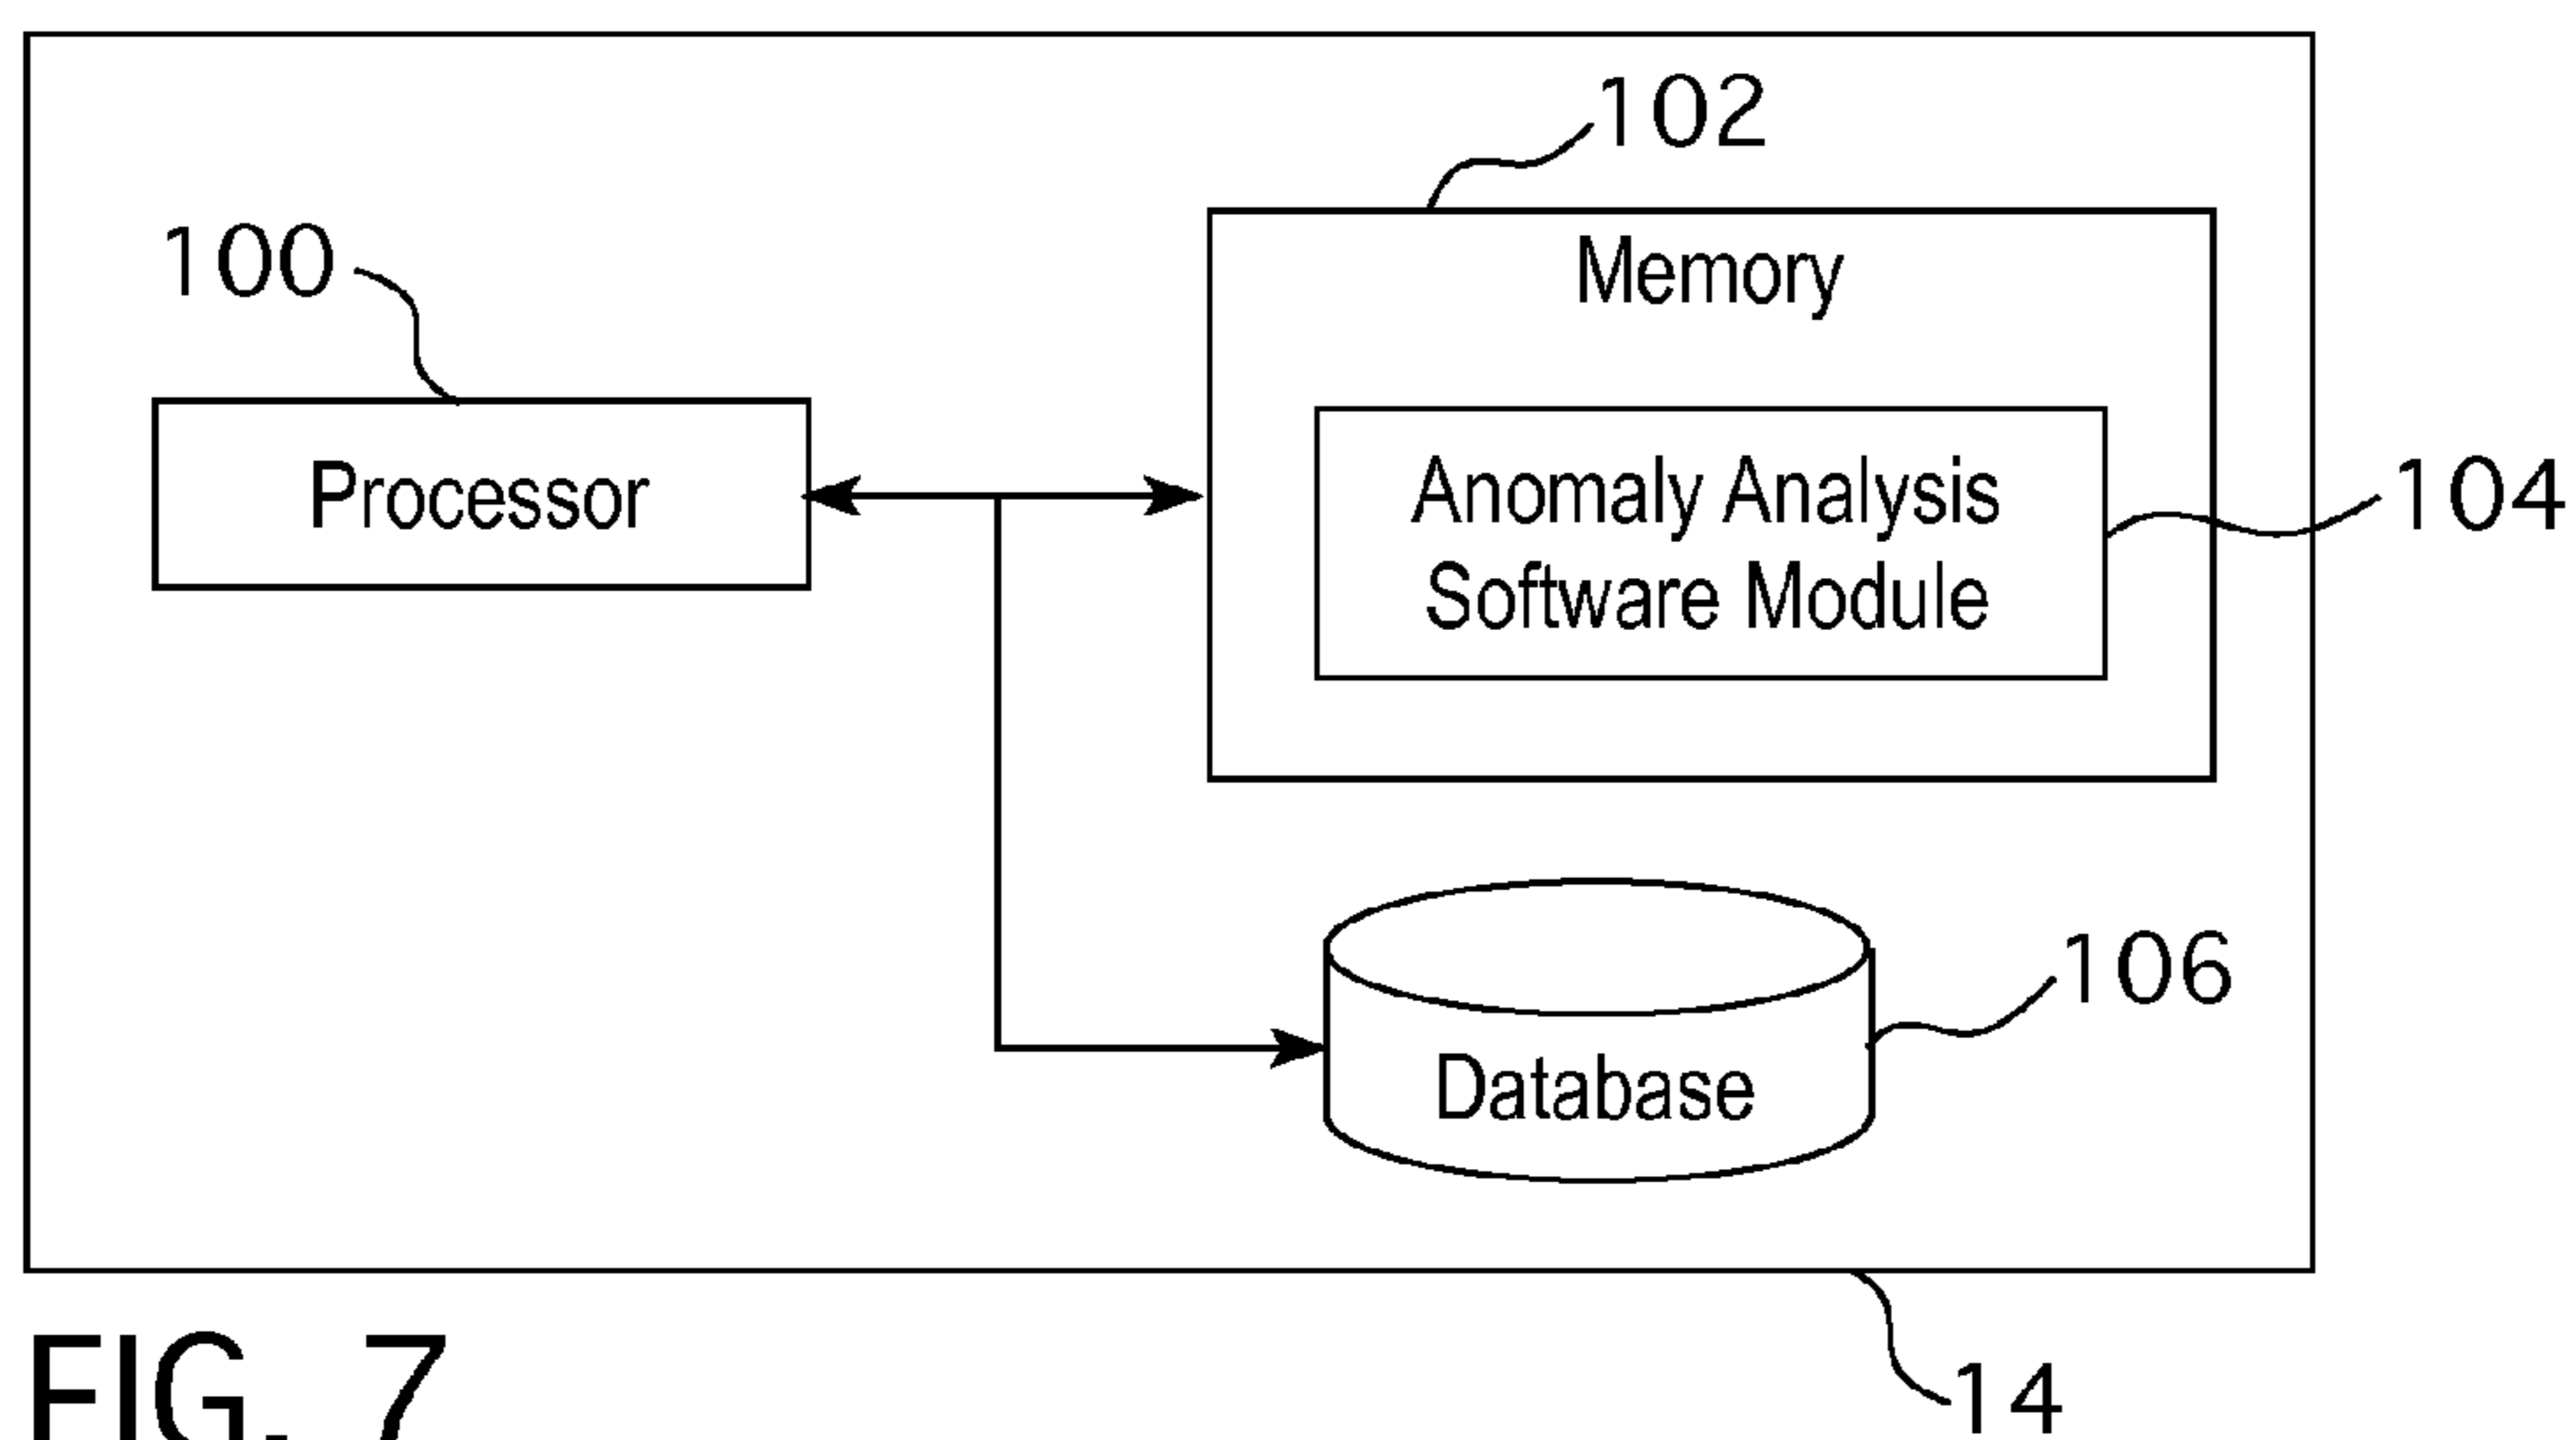 102
Memory
100
Processor
Anomaly Analysis
Software Module
104
106
Database
14
FIG. 7